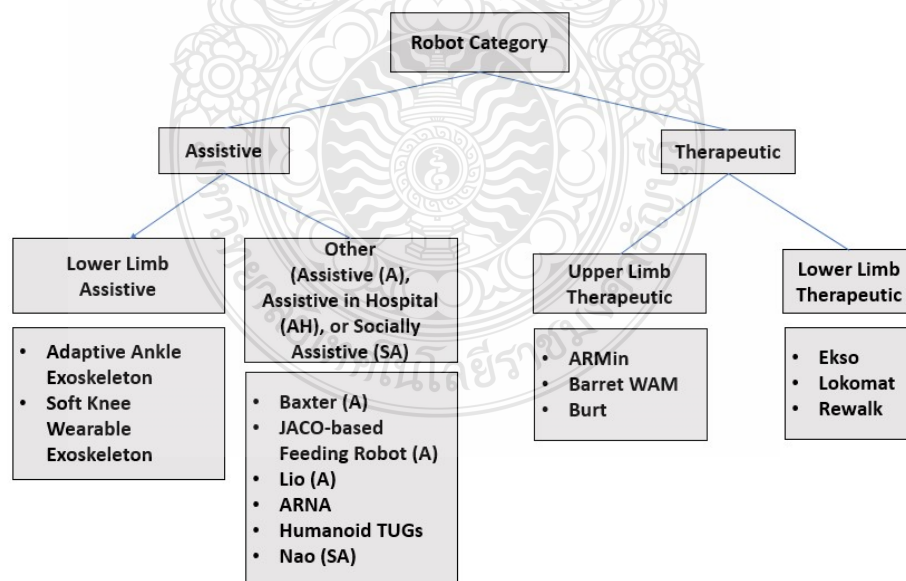 Robot Category
Assistive
Therapeutic
Lower Limb
Assistive
Other
(Assistive (A),
Assistive in Hospital
(AH), or Socially
Assistive (SA)
Upper Limb
Therapeutic
Lower Limb
Therapeutic
• Adaptive Ankle
Exoskeleton
• Soft Knee
Wearable
Exoskeleton
• Baxter (A)
• JACO-based
Feeding Robot (A)
• Lio (A)
• ARNA
• Humanoid TUGs
• Nao (SA)
• ARMin
• Barret WAM
• Burt
• Ekso
• Lokomat
• Rewalk